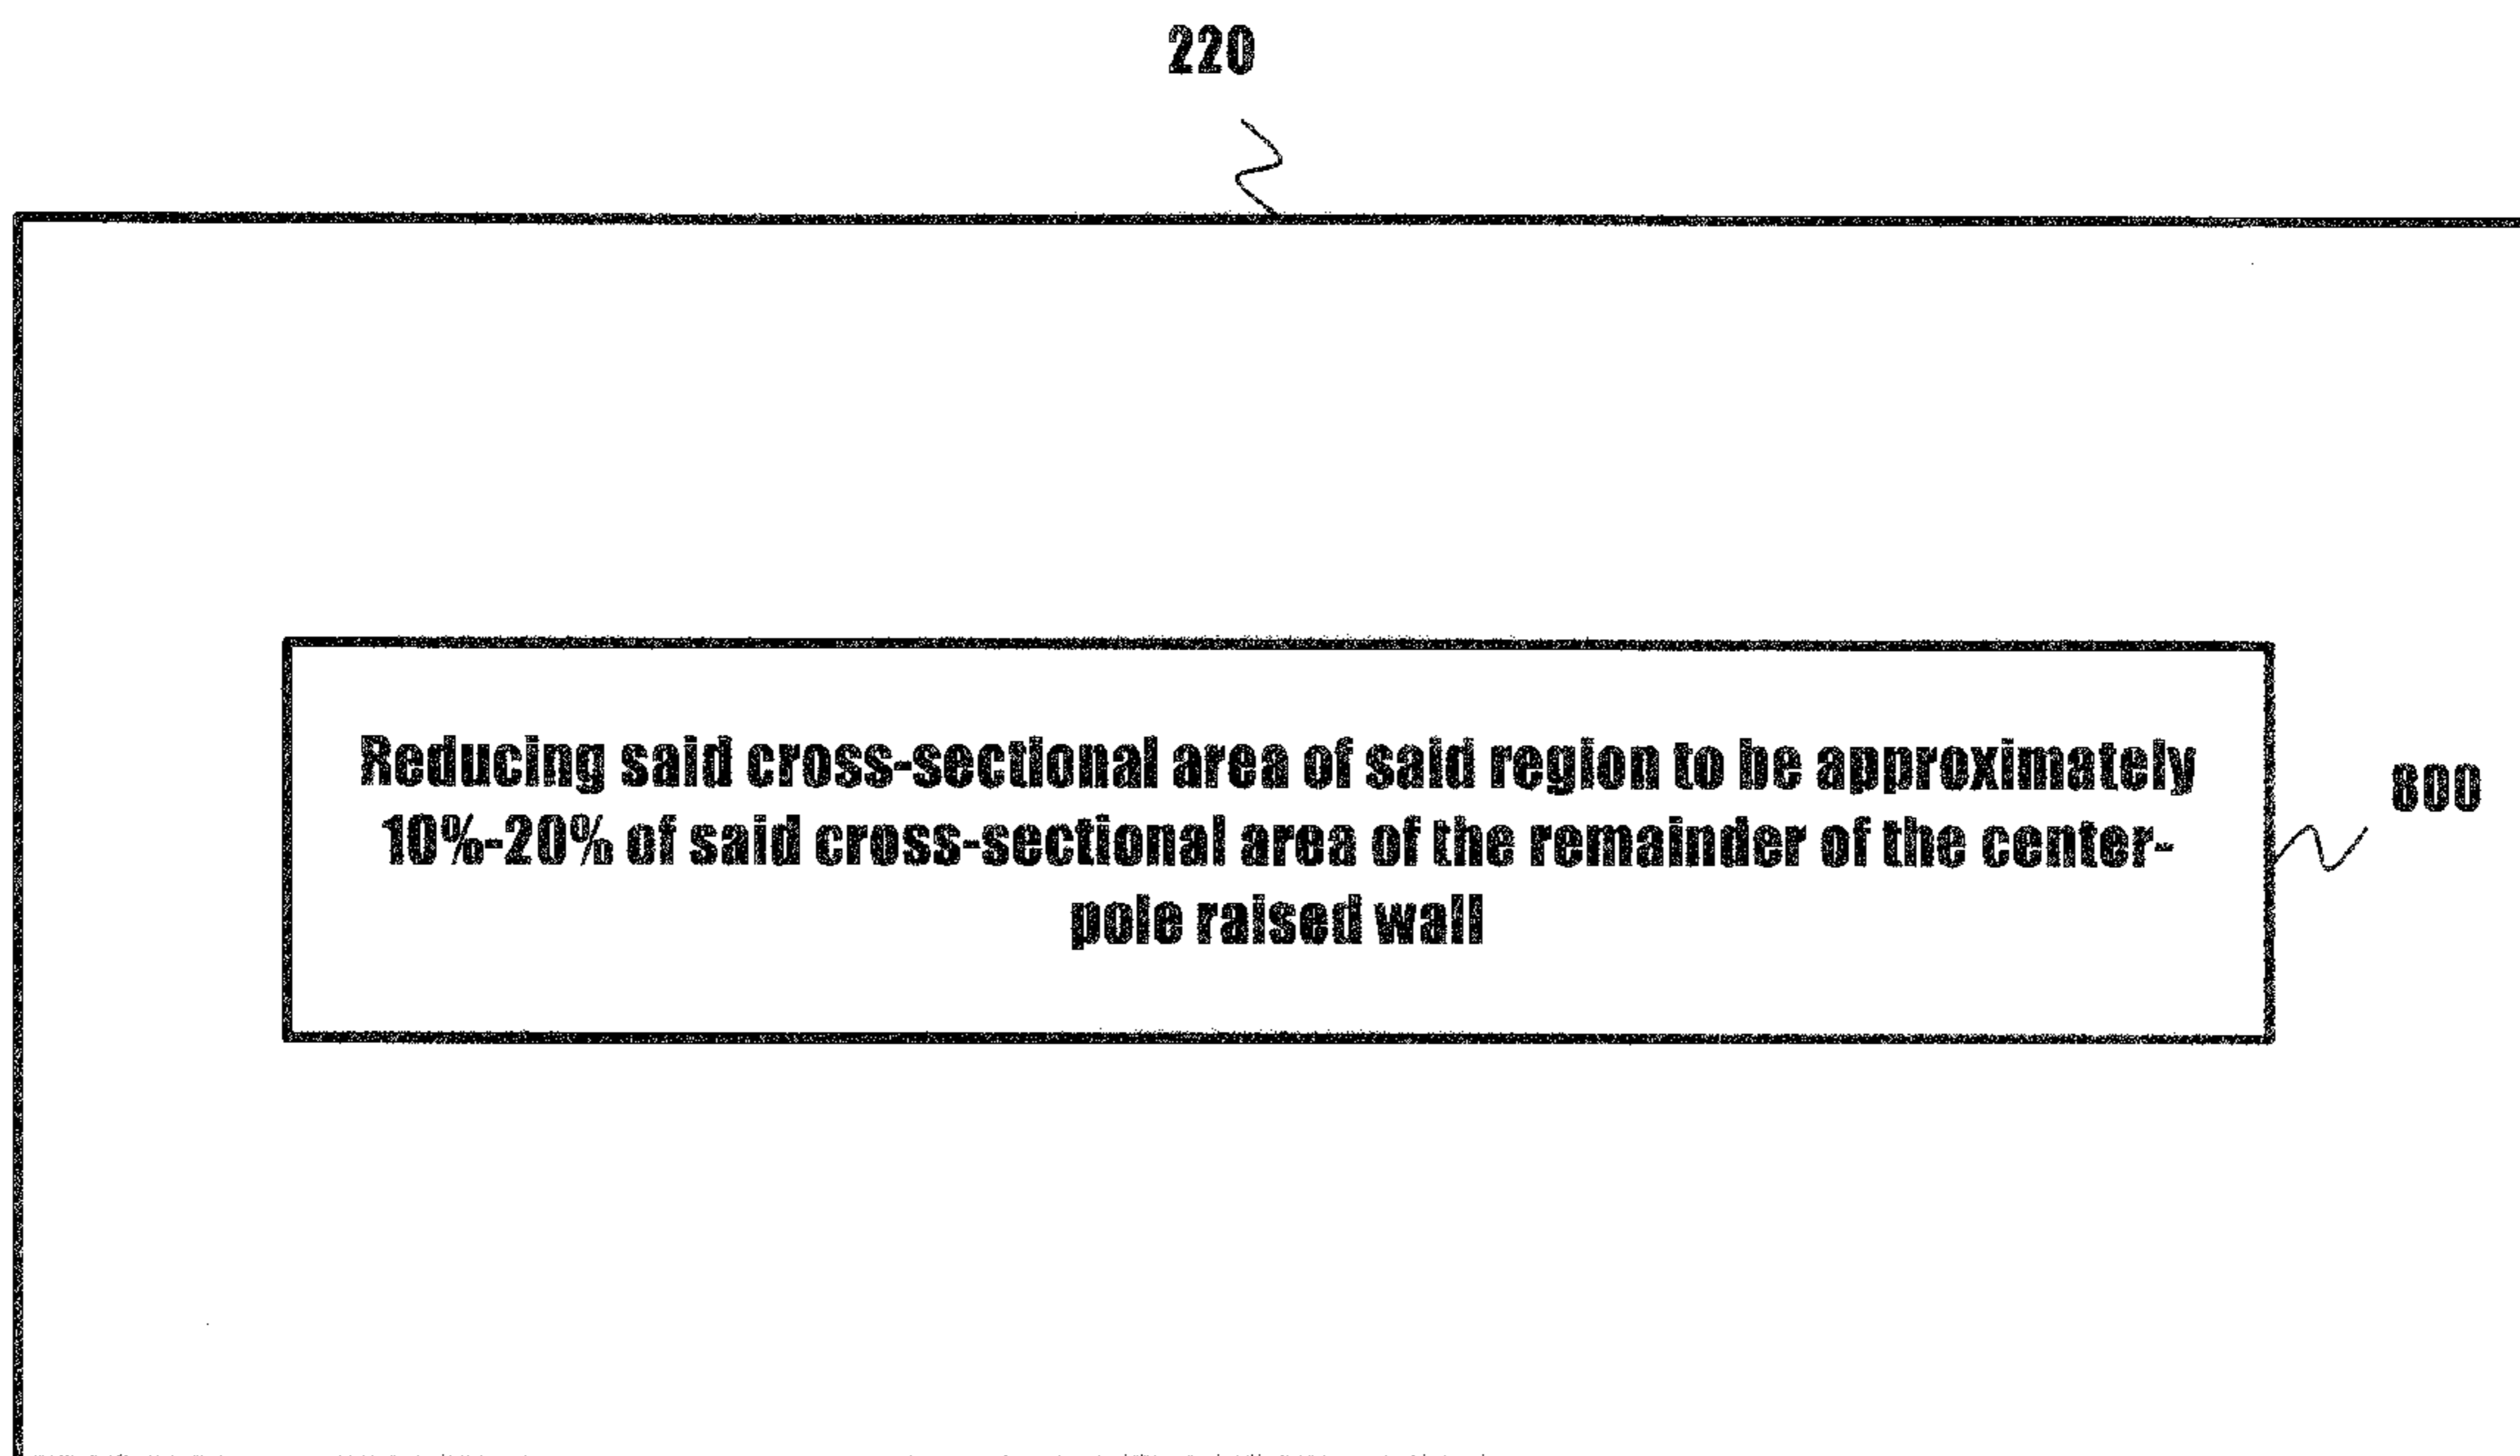 220
Reducing said cross-sectional area of said region to be approximately
10%-20% of said cross-sectional area of the remainder of the center-
pole raised wall
800